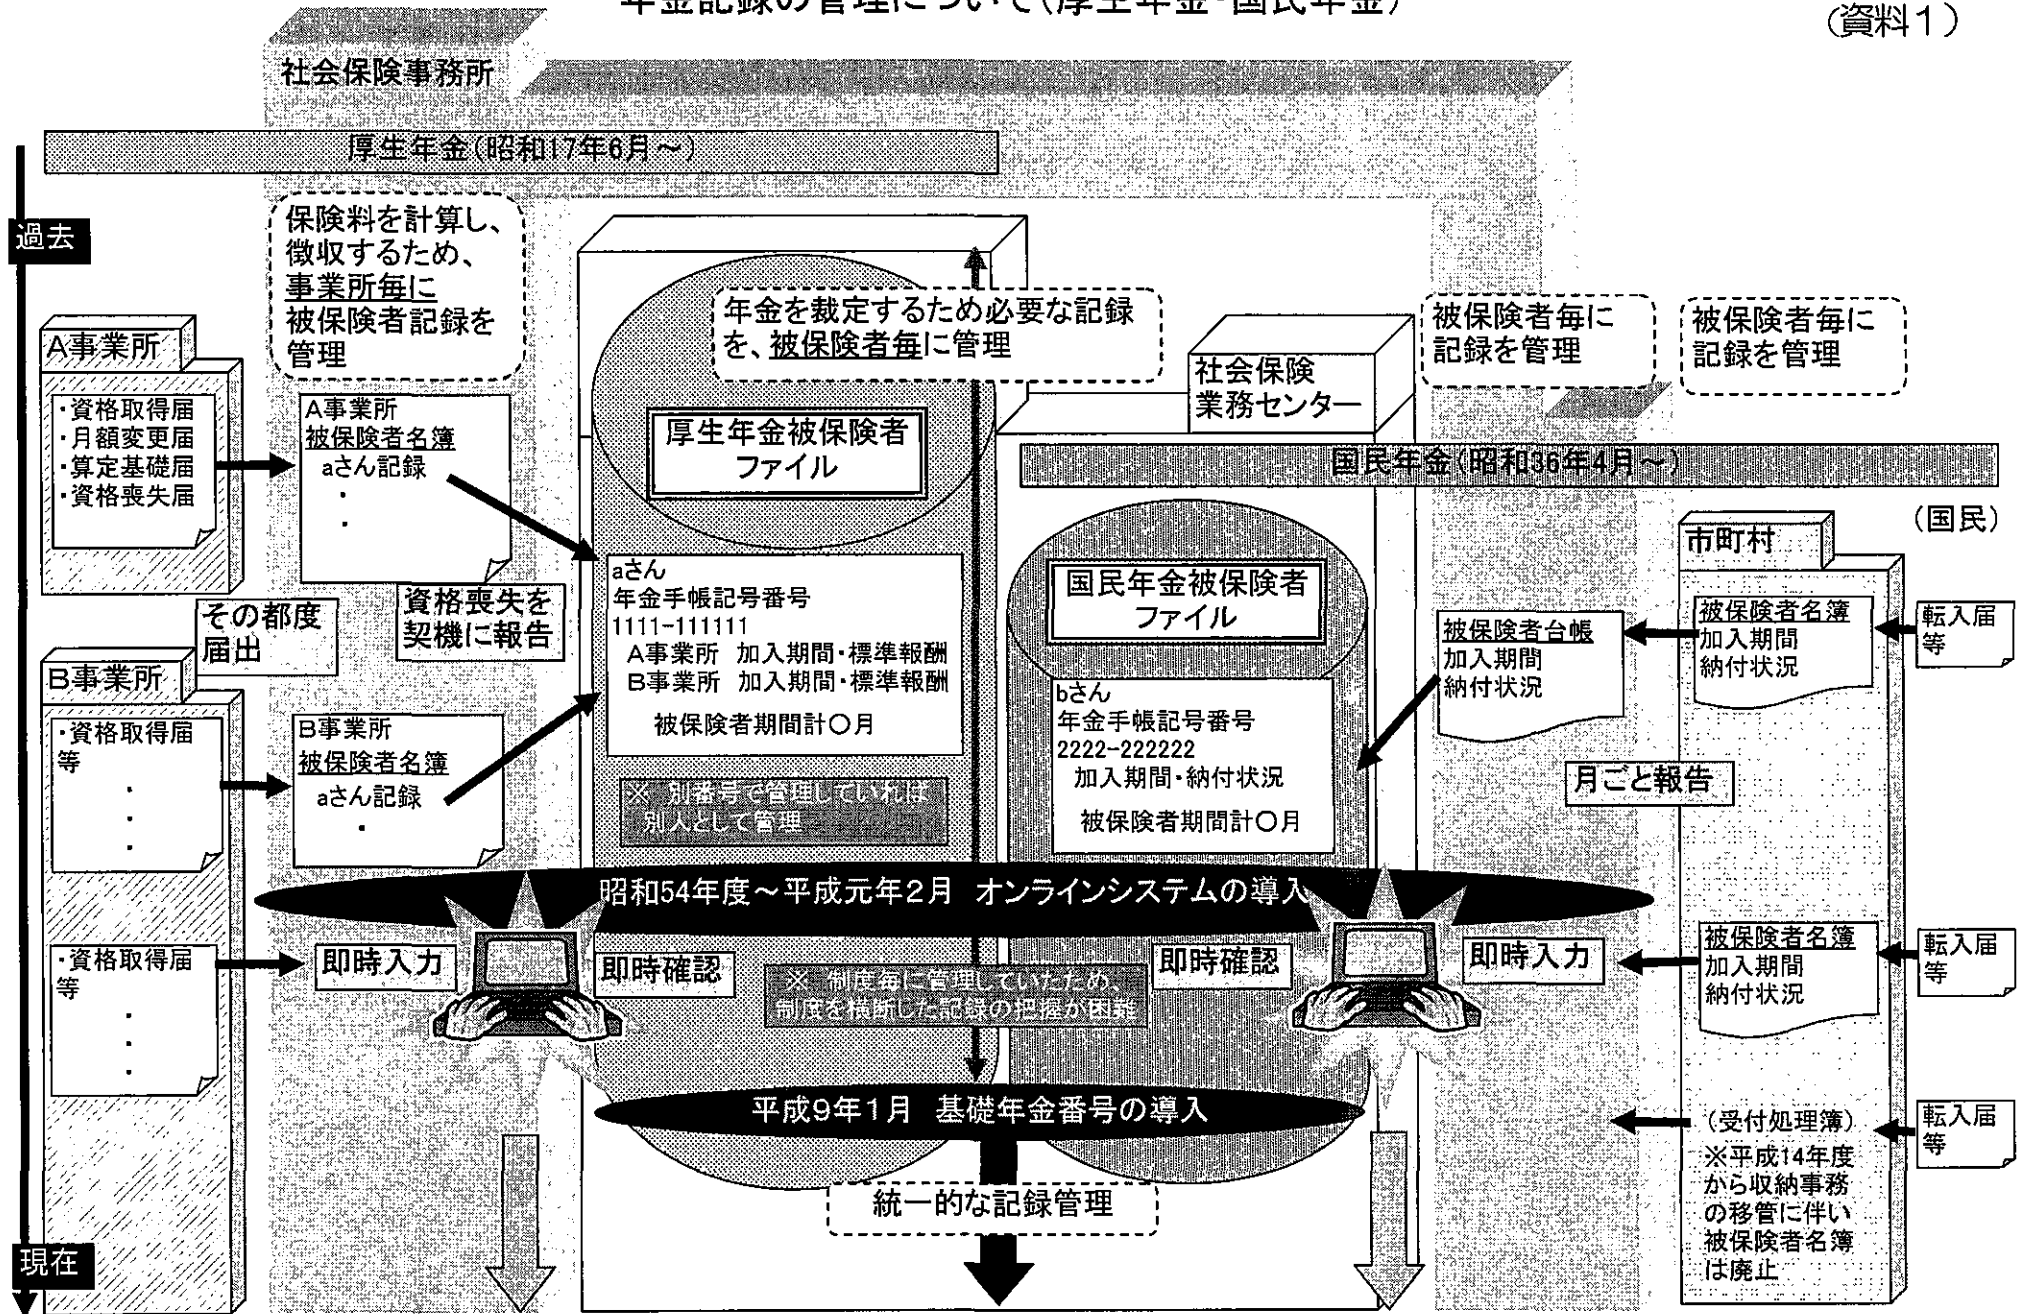 年金記録の管理について(厚生年金・国民年金)
(資料1)
社会保険事務所
厚生年金(昭和17年6月～)
過去
保険料を計算し、
徴収するため、
事業所毎に
被保険者記録を
管理
年金を裁定するため必要な記録
を、被保険者毎に管理
被保険者毎に
記録を管理
被保険者毎に
記録を管理
社会保険
業務センター
A事業所
・資格取得届
・月額変更届
・算定基礎届
・資格喪失届
A事業所
被保険者名簿
aさん記録
・
・
厚生年金被保険者
ファイル
国民年金(昭和36年4月～)
(国民)
その都度
届出
資格喪失を
契機に報告
aさん
年金手帳記号番号
1111-111111
A事業所 加入期間・標準報酬
B事業所 加入期間・標準報酬
被保険者期間計〇月
国民年金被保険者
ファイル
bさん
年金手帳記号番号
2222-222222
加入期間・納付状況
被保険者期間計〇月
被保険者台帳
加入期間
納付状況
市町村
被保険者名簿
加入期間
納付状況
転入届
等
月ごと報告
B事業所
・資格取得届
等
・
・
・
B事業所
被保険者名簿
aさん記録
・
※ 別番号で管理していれば
別人として管理
昭和54年度～平成元年2月 オンラインシステムの導入
・資格取得届
等
・
・
・
即時入力
即時確認
※ 制度毎に管理していたため、
制度を横断した記録の把握が困難
即時確認
即時入力
被保険者名簿
加入期間
納付状況
転入届
等
平成9年1月 基礎年金番号の導入
統一的な記録管理
(受付処理簿)
※平成14年度
から収納事務
の移管に伴い
被保険者名簿
は廃止
転入届
等
現在